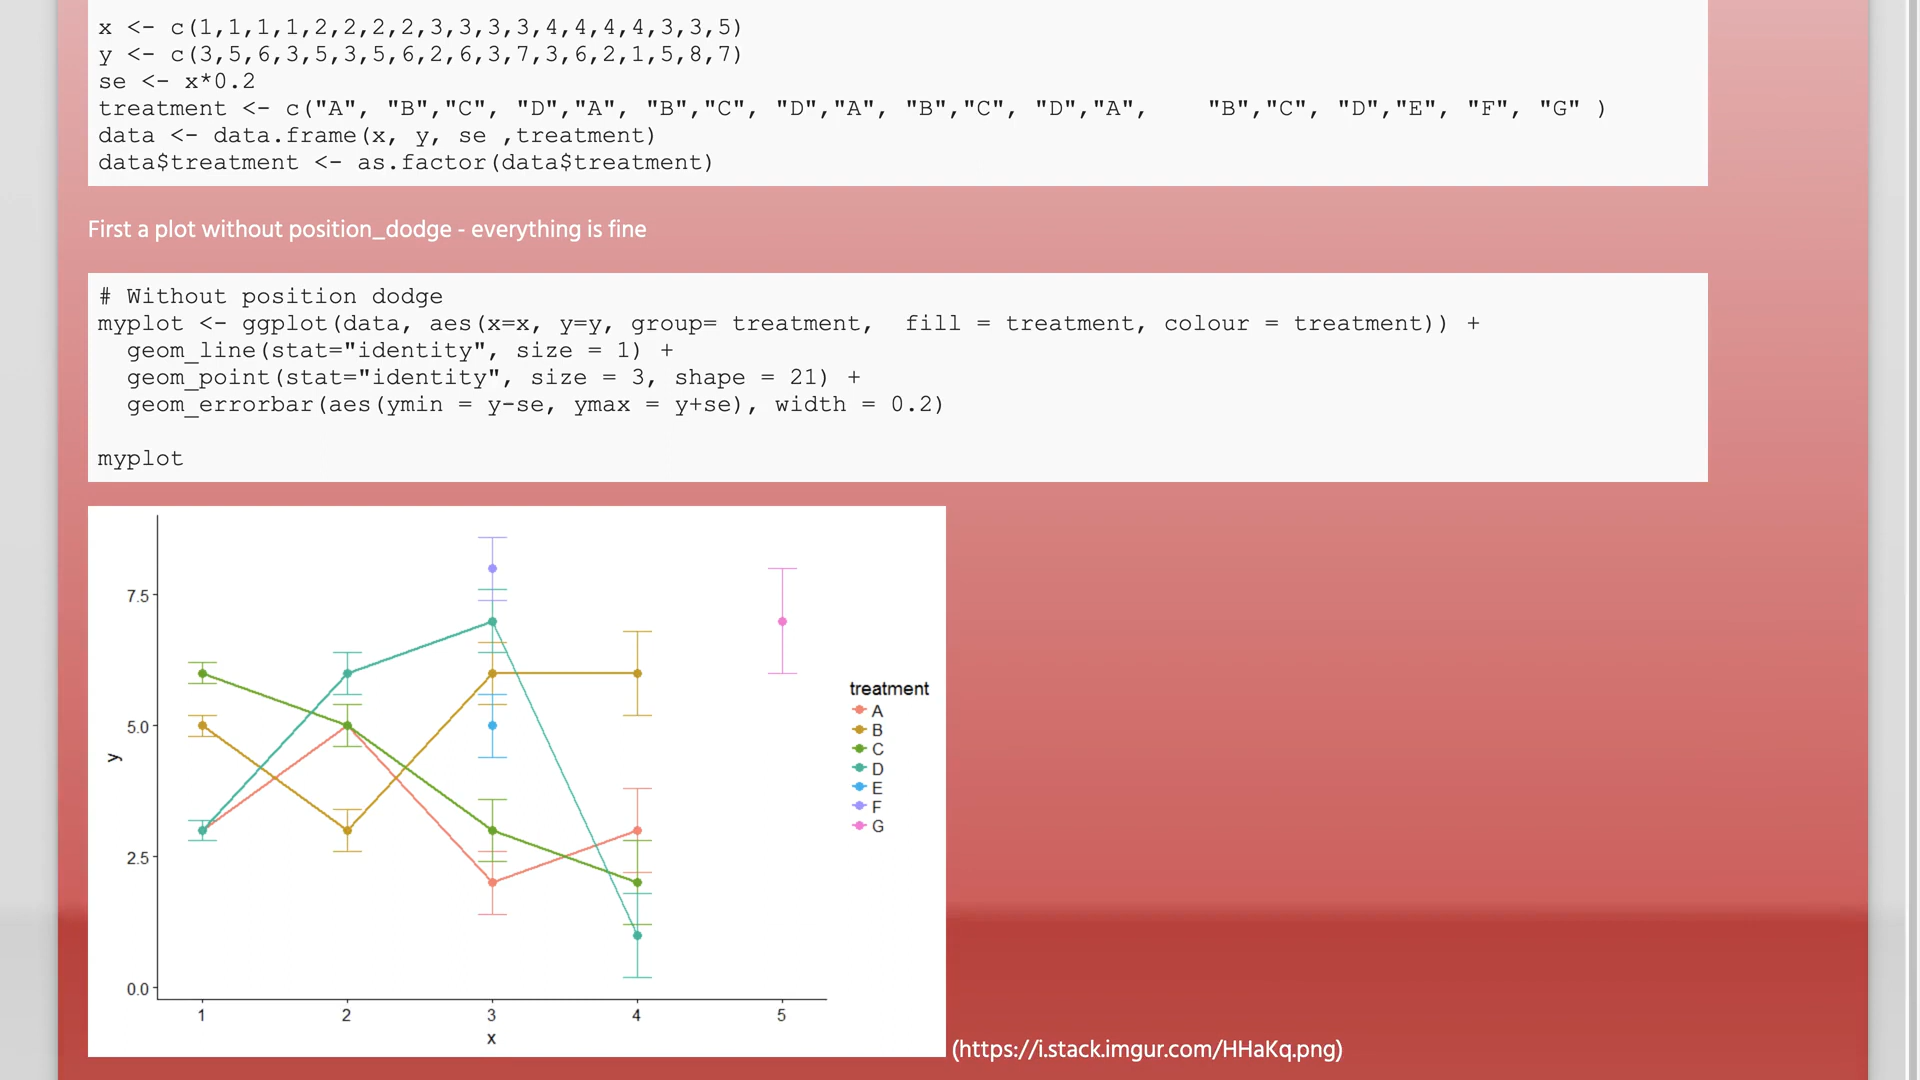 x <- c(1,1,1,1,2,2,2,2,3,3,3,3,4,4,4,4,3,3,5)
y <- c(3,5,6,3,5,3,5,6,2,6,3,7,3,6,2,1,5,8,7)
se <- x*0.2
treatment <- c("A", "B","C", "D","A", "B","C", "D","A", "B","C", "D","A",    "B","C", "D","E", "F", "G" )
data <- data.frame(x, y, se ,treatment)
data$treatment <- as.factor(data$treatment)
First a plot without position_dodge - everything is fine
# Without position dodge
myplot <- ggplot(data, aes(x=x, y=y, group= treatment,  fill = treatment, colour = treatment)) +
  geom_line(stat="identity", size = 1) +
  geom_point(stat="identity", size = 3, shape = 21) +
  geom_errorbar(aes(ymin = y-se, ymax = y+se), width = 0.2)
myplot
7.5
5.0
2.5
0.0
y
1 2 3 4 5
x
treatment
A
B
C
D
E
F
G
(https://i.stack.imgur.com/HHaKq.png)